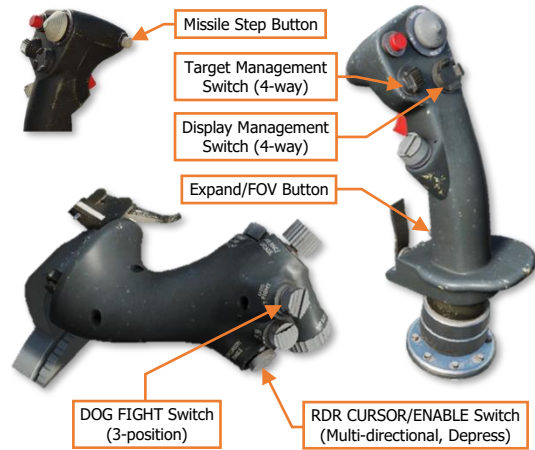 Missile Step Button
Target Management
Switch (4-way)
Display Management
Switch (4-way)
Expand/FOV Button
DOG FIGHT Switch
(3-position)
RDR CURSOR/ENABLE Switch
(Multi-directional, Depress)